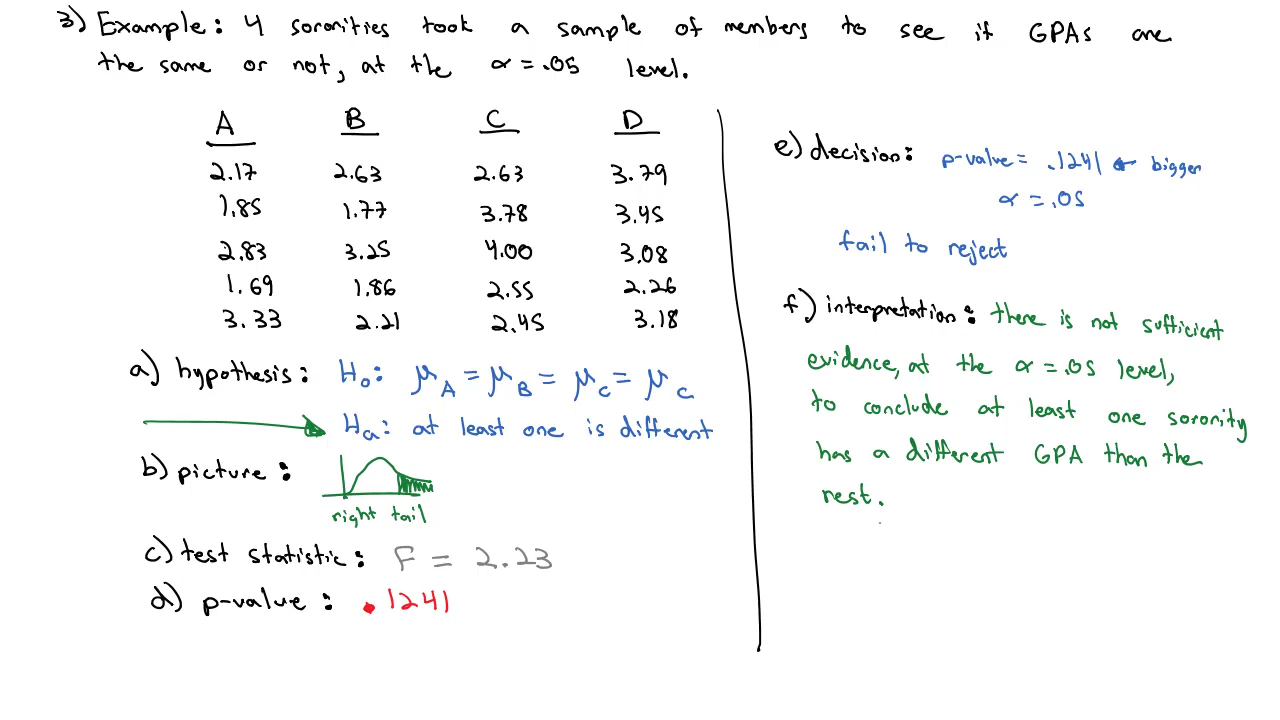 3) Example: 4 sororities took a sample of members to see if GPAs are
the same or not, at the α = .05 level.
A B C D
2.17 2.63 2.63 3.79
1.85 1.77 3.78 3.45
2.83 3.25 4.00 3.08
1.69 1.86 2.55 2.26
3.33 2.21 2.45 3.18
a) hypothesis: H₀: μ_A = μ_B = μ_C = μ_C
Hₐ: at least one is different
b) picture:
right tail
c) test statistic: F = 2.23
d) p-value: .1241
e) decision: p-value = .1241 ← bigger
α = .05
fail to reject
f) interpretation: there is not sufficient
evidence, at the α = .05 level,
to conclude at least one sorority
has a different GPA than the
rest.